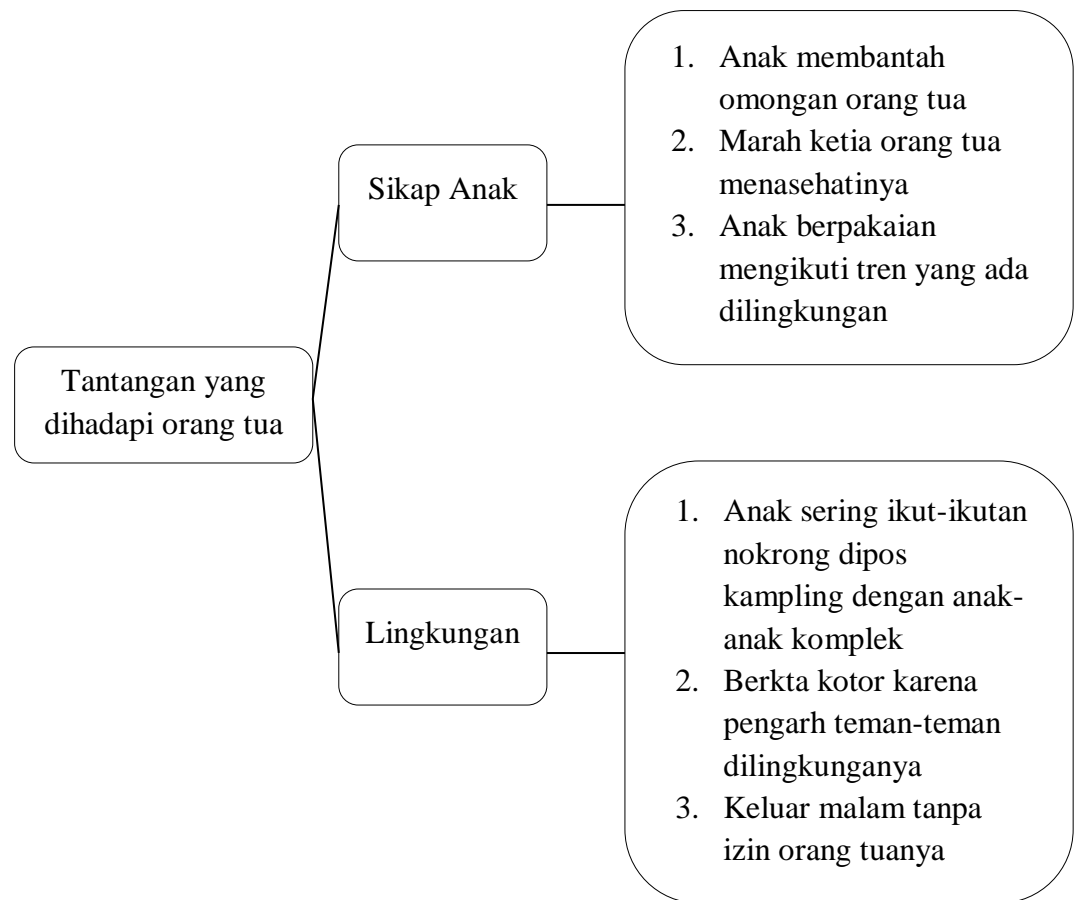 Tantangan yang
dihadapi orang tua
Sikap Anak
1. Anak membantah
omongan orang tua
2. Marah ketia orang tua
menasehatinya
3. Anak berpakaian
mengikuti tren yang ada
dilingkungan
Lingkungan
1. Anak sering ikut-ikutan
nokrong dipos
kampling dengan anak-
anak komplek
2. Berkta kotor karena
pengarh teman-teman
dilingkunganya
3. Keluar malam tanpa
izin orang tuanya